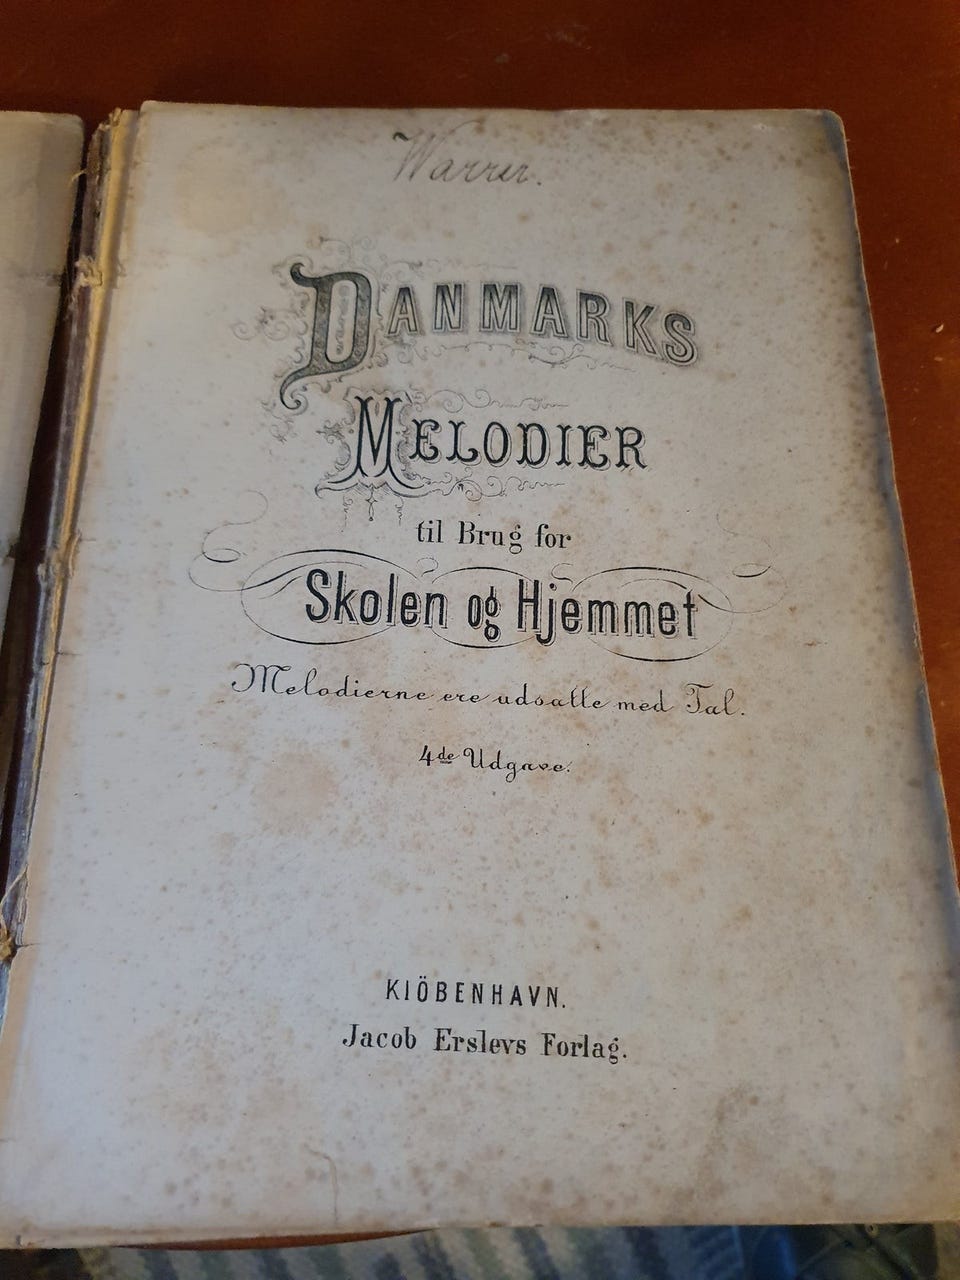 Warrer.
DANMARKS
MELODIER
til Brug for
Skolen og Hjemmet
Melodierne ere udsatte med Tal.
4de Udgave.
KIÖBENHAVN.
Jacob Erslevs Forlag.